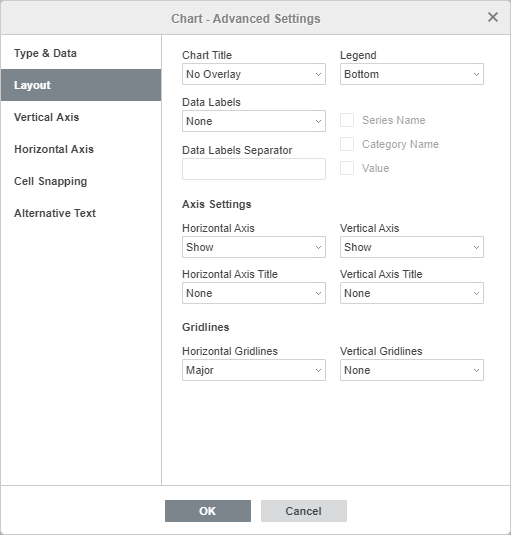 Chart - Advanced Settings
Type & Data
Layout
Vertical Axis
Horizontal Axis
Cell Snapping
Alternative Text
Chart Title
Legend
No Overlay
Bottom
Data Labels
None
Series Name
Category Name
Data Labels Separator
Value
Axis Settings
Horizontal Axis
Vertical Axis
Show
Show
Horizontal Axis Title
Vertical Axis Title
None
None
Gridlines
Horizontal Gridlines
Vertical Gridlines
Major
None
OK
Cancel